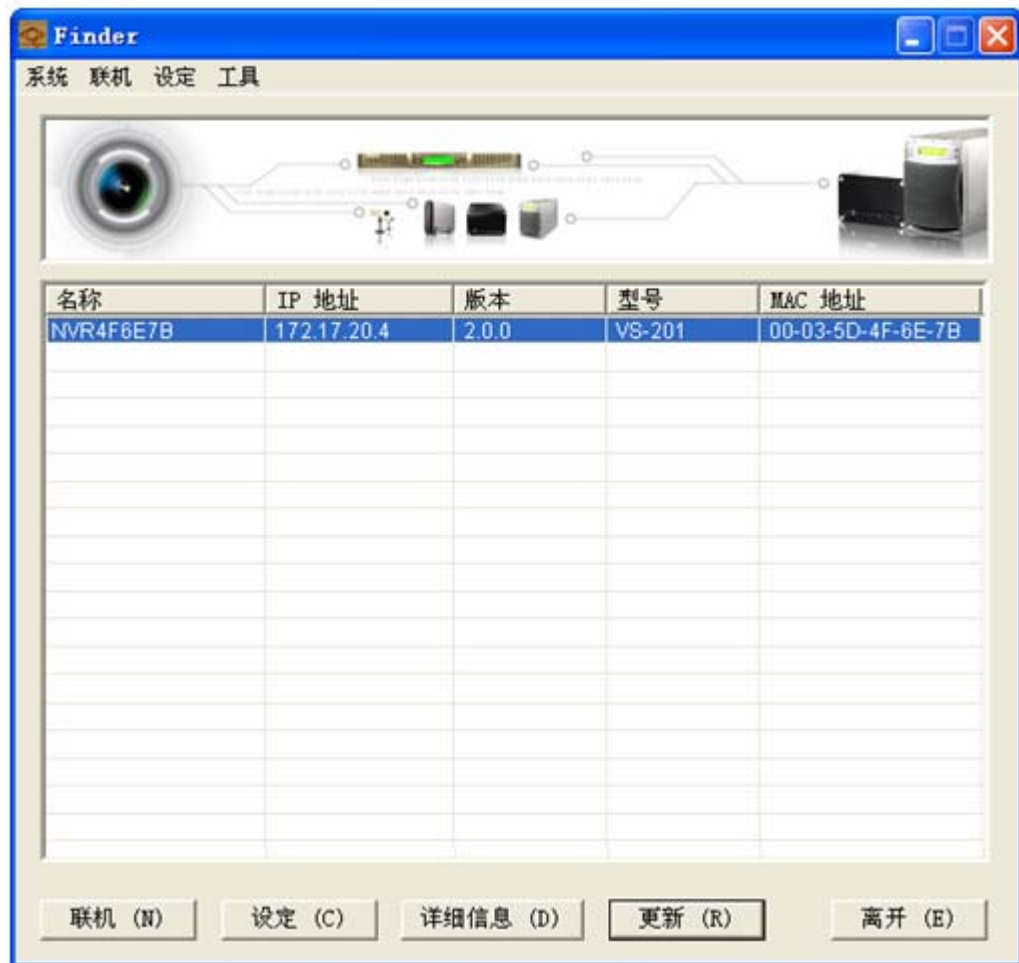 Finder
系统 联机 设定 工具
名称 IP 地址 版本 型号 MAC 地址
NVR4F6E7B 172.17.20.4 2.0.0 VS-201 00-03-5D-4F-6E-7B
联机 (N) 设定 (C) 详细信息 (D) 更新 (R) 离开 (E)